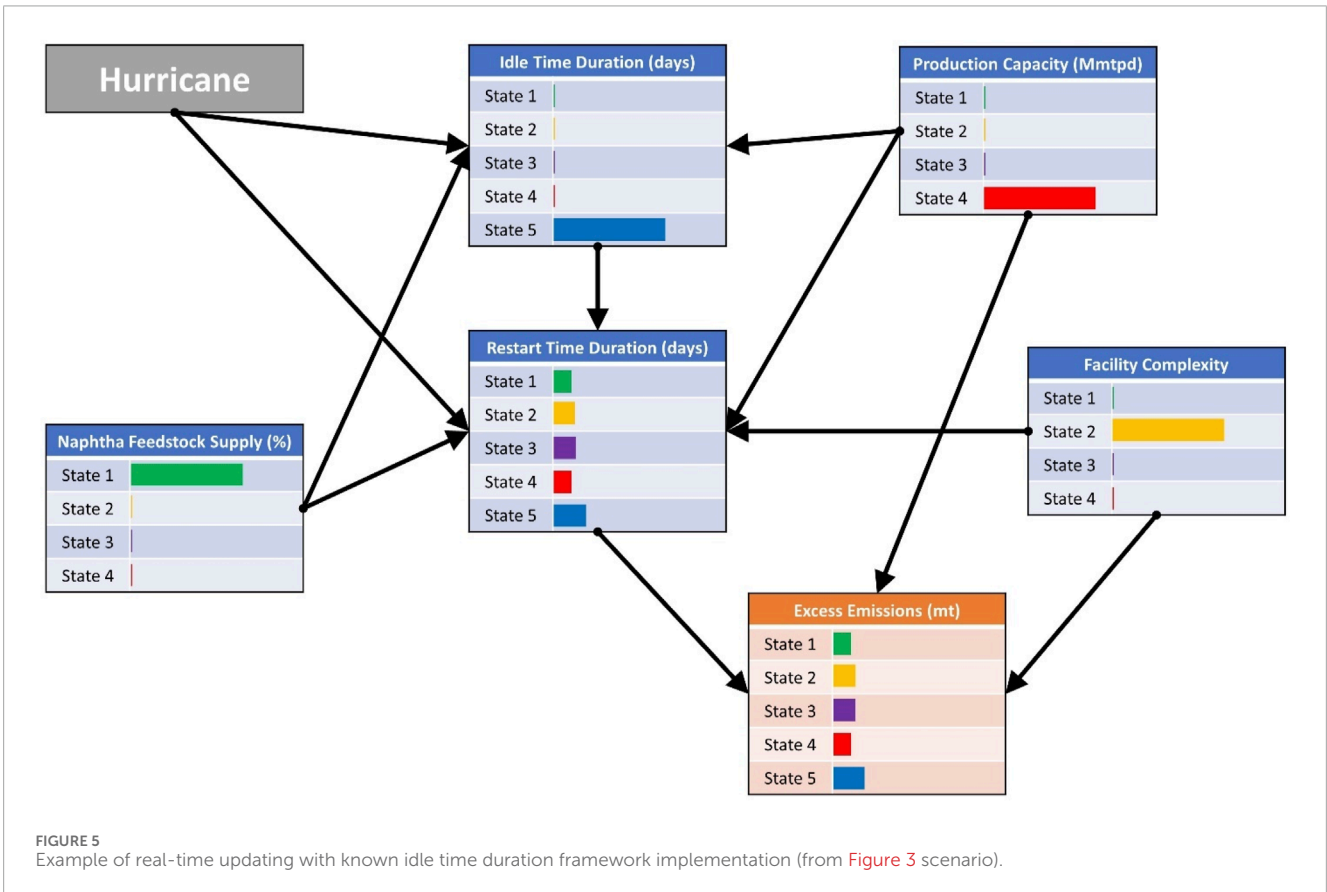 Hurricane
Idle Time Duration (days)
State 1
State 2
State 3
State 4
State 5
Production Capacity (Mmtpd)
State 1
State 2
State 3
State 4
Restart Time Duration (days)
State 1
State 2
State 3
State 4
State 5
Facility Complexity
State 1
State 2
State 3
State 4
Naphtha Feedstock Supply (%)
State 1
State 2
State 3
State 4
Excess Emissions (mt)
State 1
State 2
State 3
State 4
State 5
FIGURE 5
Example of real-time updating with known idle time duration framework implementation (from Figure 3 scenario).